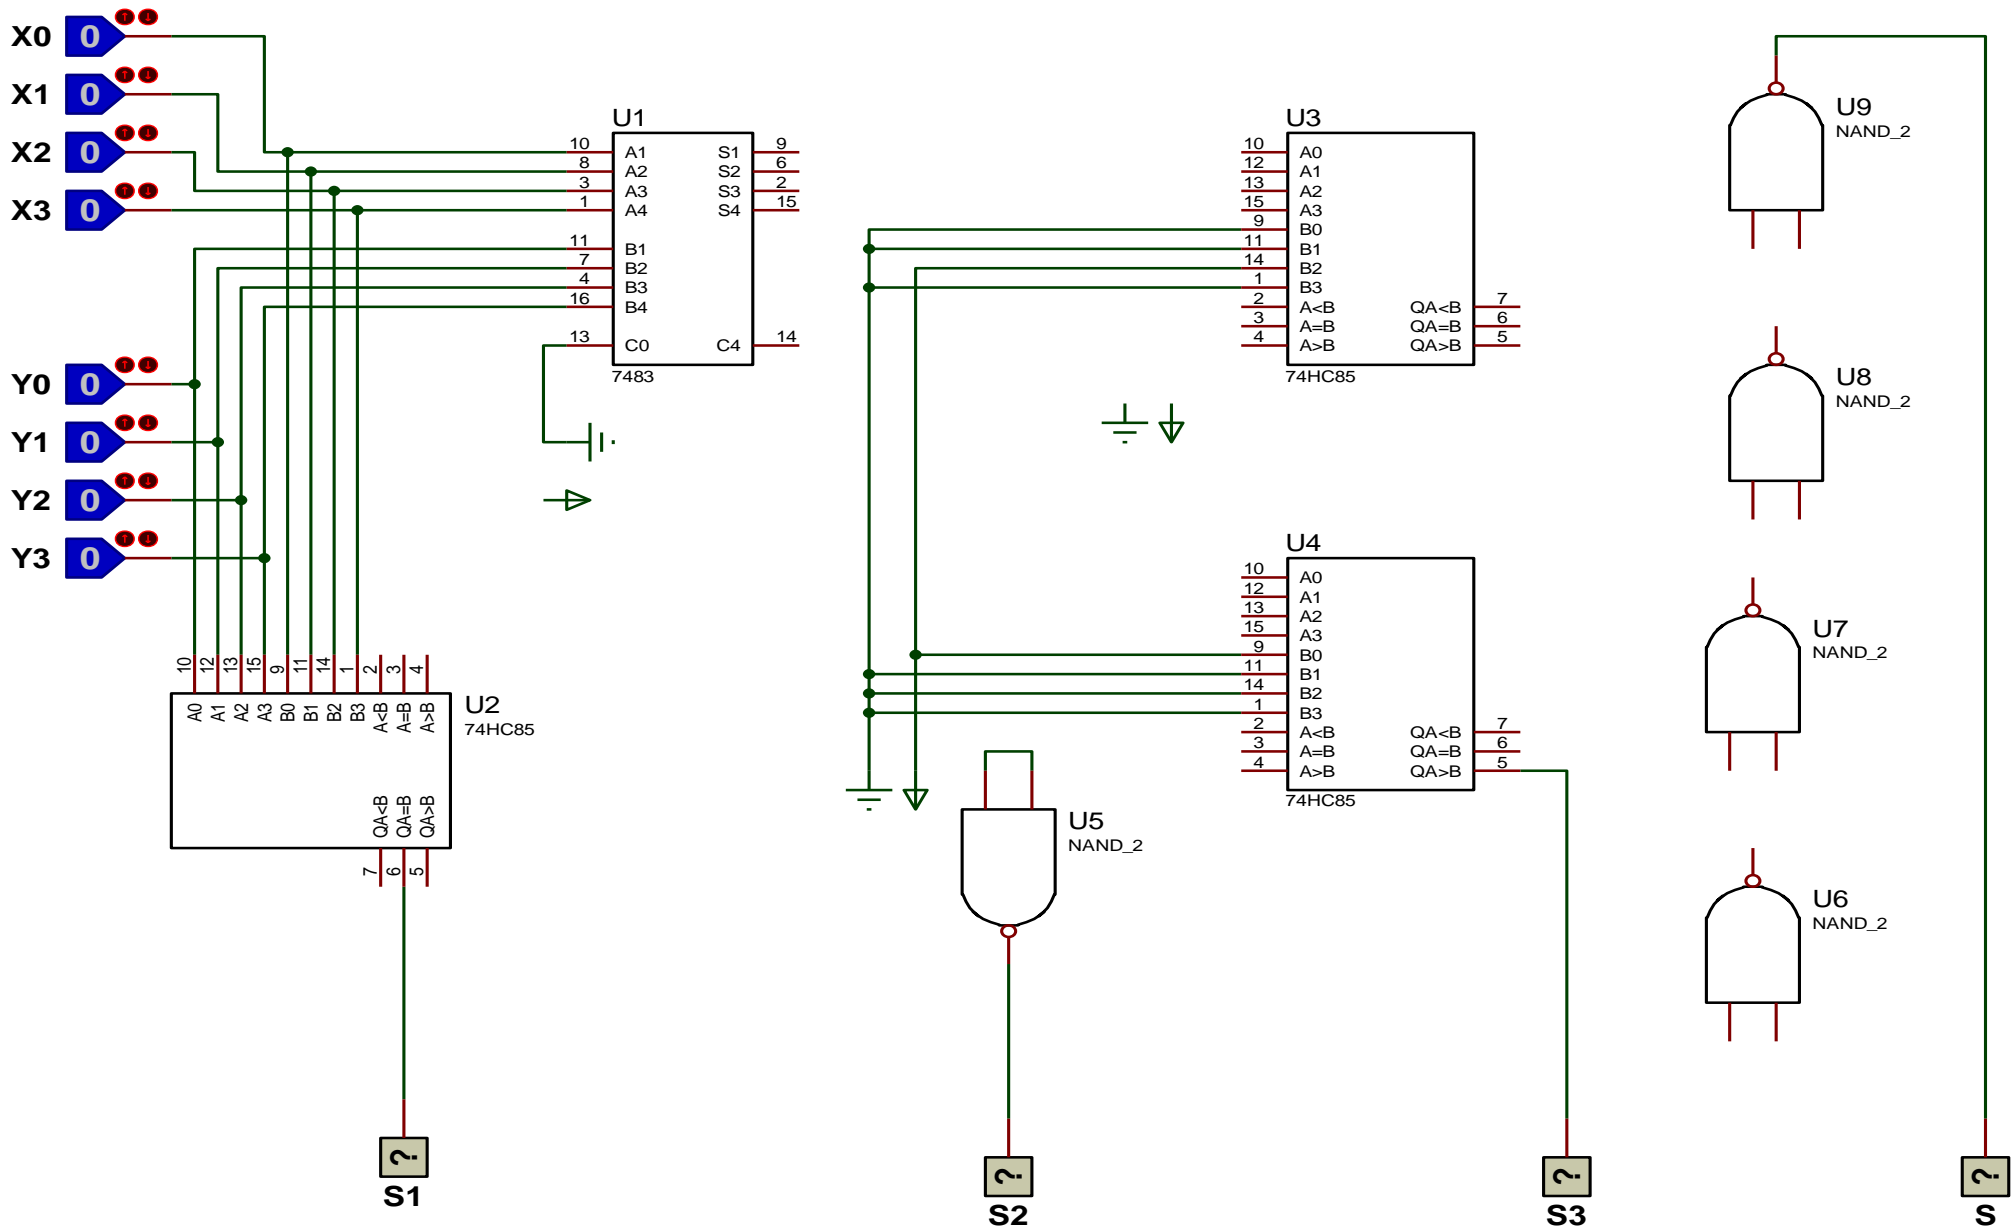 X0 0
X1 0
X2 0
X3 0
Y0 0
Y1 0
Y2 0
Y3 0
U1
10 A1 S1 9
8 A2 S2 6
3 A3 S3 2
1 A4 S4 15
11 B1
7 B2
4 B3
16 B4
13 C0 C4 14
7483
U3
10 A0
12 A1
13 A2
15 A3
9 B0
11 B1
14 B2
1 B3
2 A<B QA<B 7
3 A=B QA=B 6
4 A>B QA>B 5
74HC85
U9
NAND_2
U8
NAND_2
U4
10 A0
12 A1
13 A2
15 A3
9 B0
11 B1
14 B2
1 B3
2 A<B QA<B 7
3 A=B QA=B 6
4 A>B QA>B 5
74HC85
U7
NAND_2
10 12 13 15 9 11 14 1 2 3 4
A0 A1 A2 A3 B0 B1 B2 B3 A<B A=B A>B
U2
74HC85
QA<B QA=B QA>B
7 6 5
U5
NAND_2
U6
NAND_2
?
S1
?
S2
?
S3
?
S